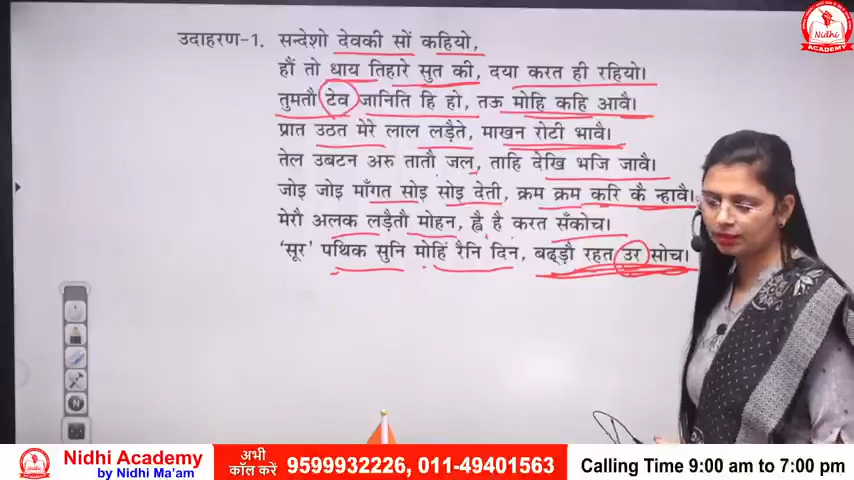 उदाहरण-1. सन्देशो देवकी सों कहियो,
हौं तो धाय तिहारे सुत की, दया करत ही रहियो।
तुमतौ टेव जानिति हि हो, तऊ मोहि कहि आवै।
प्रात उठत मेरे लाल लड़ैते, माखन रोटी भावै।
तेल उबटन अरु तातौ जल, ताहि देखि भजि जावै।
जोइ जोइ माँगत सोइ सोइ देती, क्रम क्रम करि कै न्हावै।
मेरौ अलक लड़ैतौ मोहन, ह्वै है करत सँकोच।
'सूर' पथिक सुनि मोहिं रैनि दिन, बढ्ड़ौ रहत उर सोच।
Nidhi
ACADEMY
Nidhi Academy
by Nidhi Ma'am
अभी
कॉल करें
9599932226, 011-49401563
Calling Time 9:00 am to 7:00 pm